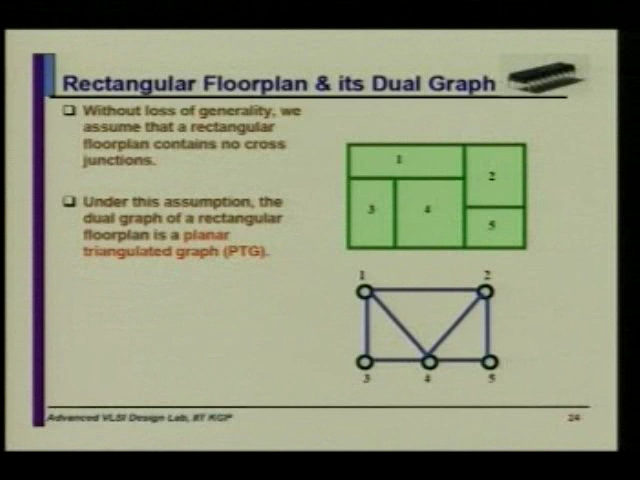 Rectangular Floorplan & its Dual Graph
Without loss of generality, we
assume that a rectangular
floorplan contains no cross
junctions.
Under this assumption, the
dual graph of a rectangular
floorplan is a planar
triangulated graph (PTG).
1
2
3
4
5
1
2
3
4
5
Advanced VLSI Design Lab, IIT KGP
24